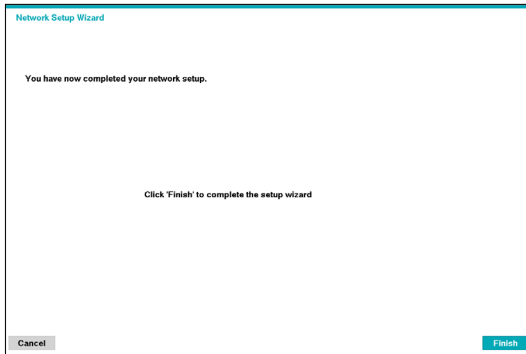 Network Setup Wizard
You have now completed your network setup.
Click 'Finish' to complete the setup wizard
Cancel
Finish